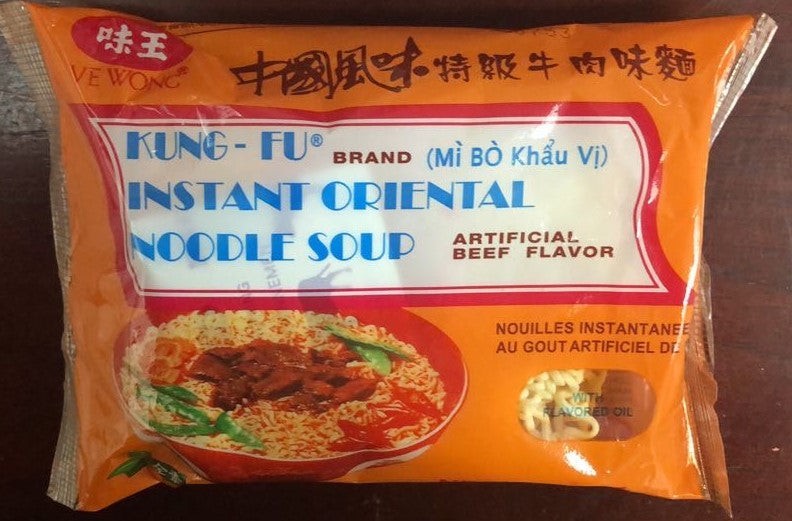 味王
VE WONG®
中國風味 特級牛肉味麵
KUNG-FU® BRAND (Mì BÒ Khẩu Vị)
INSTANT ORIENTAL
NOODLE SOUP
ARTIFICIAL
BEEF FLAVOR
NOUILLES INSTANTANEE
AU GOUT ARTIFICIEL DE
WITH
FLAVORED OIL